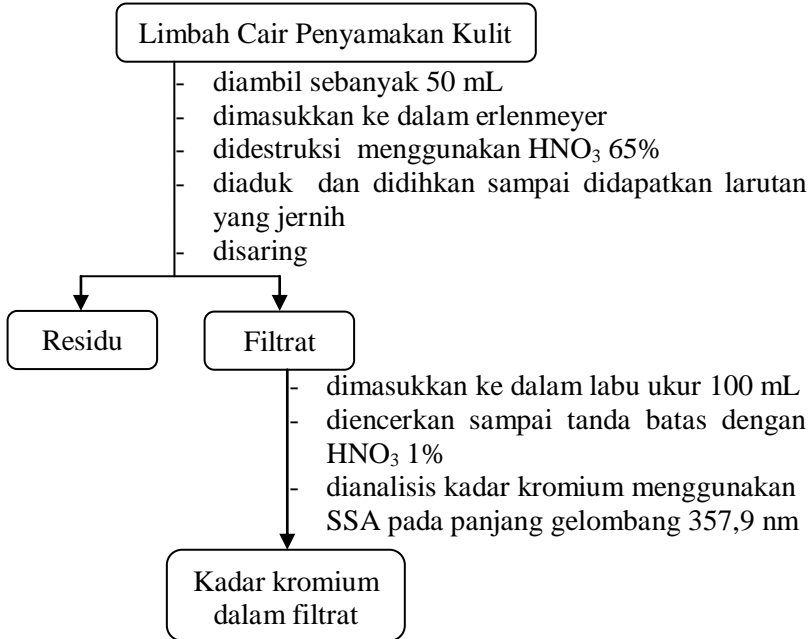 Limbah Cair Penyamakan Kulit
- diambil sebanyak 50 mL
- dimasukkan ke dalam erlenmeyer
- didestruksi menggunakan HNO₃ 65%
- diaduk dan dididihkan sampai didapatkan larutan
yang jernih
- disaring
Residu
Filtrat
- dimasukkan ke dalam labu ukur 100 mL
- diencerkan sampai tanda batas dengan
HNO₃ 1%
- dianalisis kadar kromium menggunakan
SSA pada panjang gelombang 357,9 nm
Kadar kromium
dalam filtrat